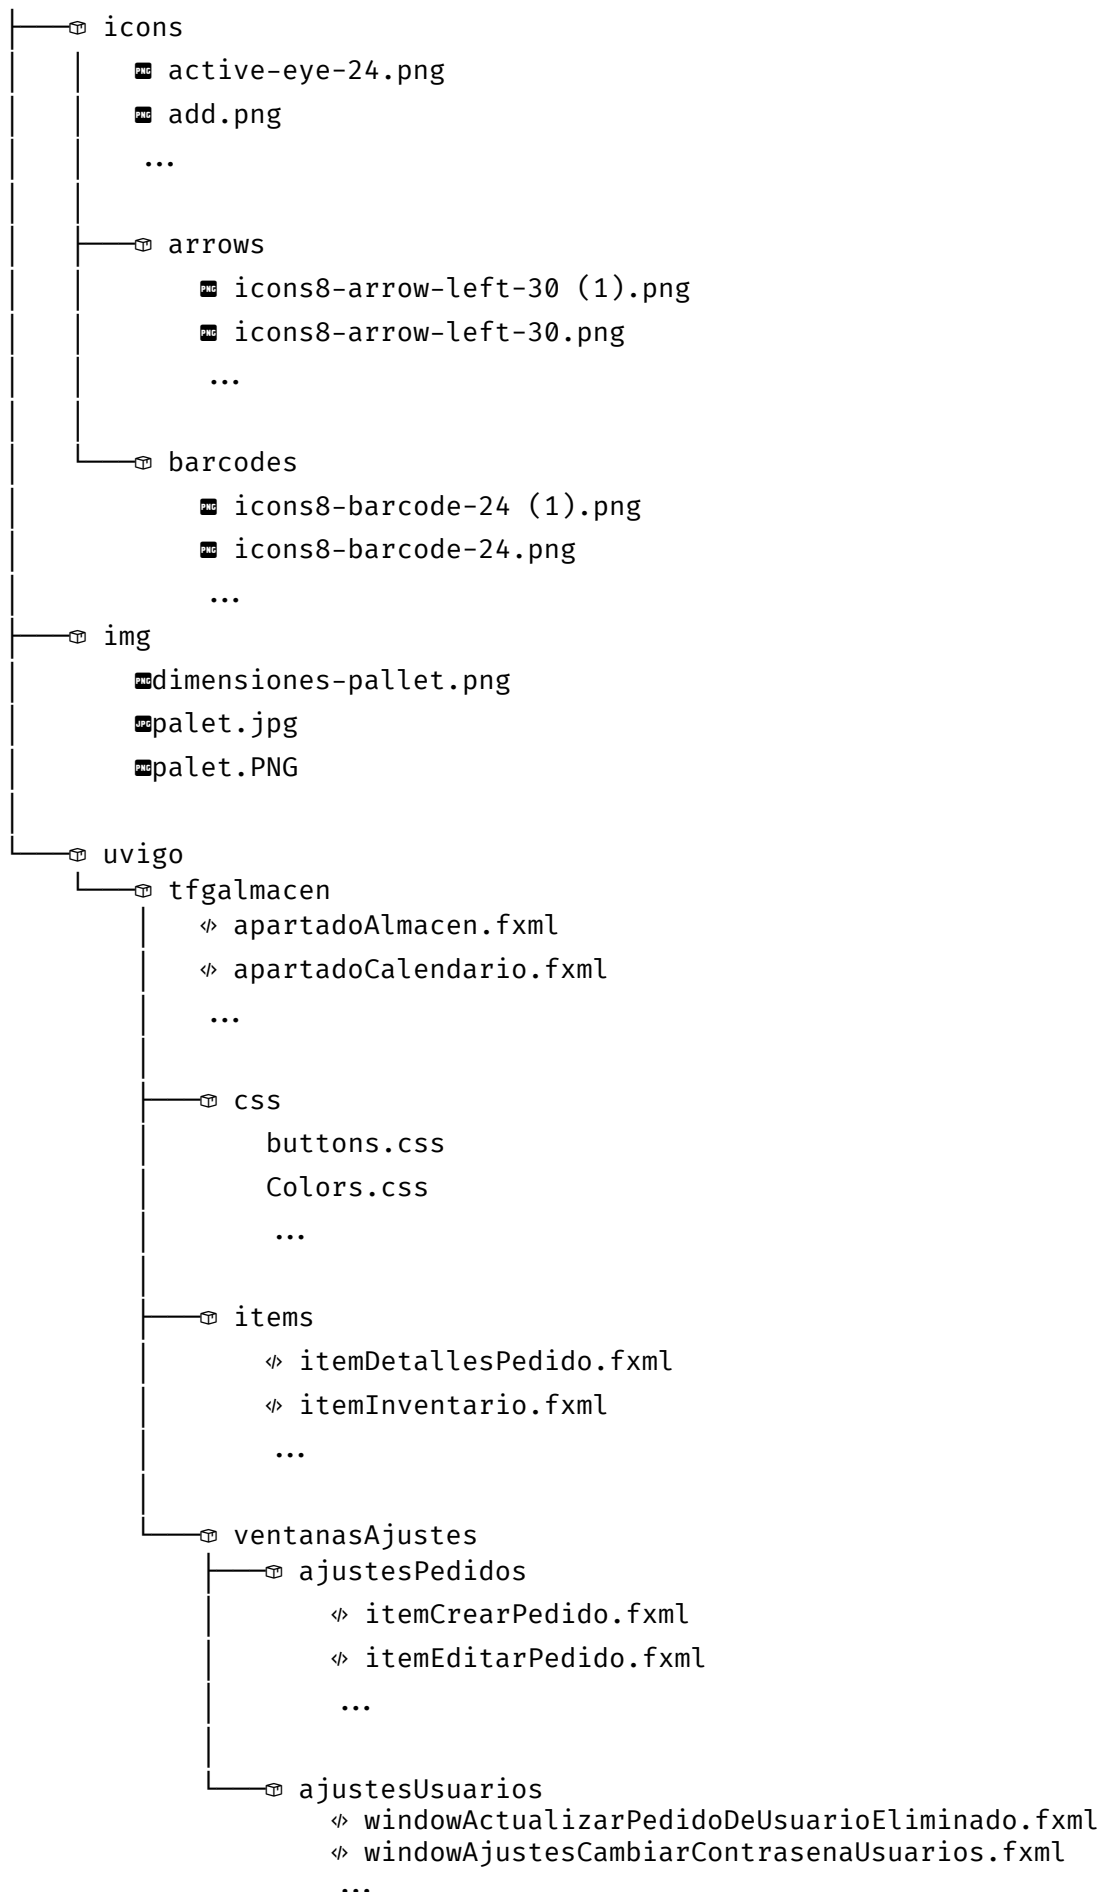 icons
active-eye-24.png
add.png
...
arrows
icons8-arrow-left-30 (1).png
icons8-arrow-left-30.png
...
barcodes
icons8-barcode-24 (1).png
icons8-barcode-24.png
...
img
dimensiones-pallet.png
palet.jpg
palet.PNG
uvigo
tfgalmacen
apartadoAlmacen.fxml
apartadoCalendario.fxml
...
css
buttons.css
Colors.css
...
items
itemDetallesPedido.fxml
itemInventario.fxml
...
ventanasAjustes
ajustesPedidos
itemCrearPedido.fxml
itemEditarPedido.fxml
...
ajustesUsuarios
windowActualizarPedidoDeUsuarioEliminado.fxml
windowAjustesCambiarContrasenaUsuarios.fxml
...